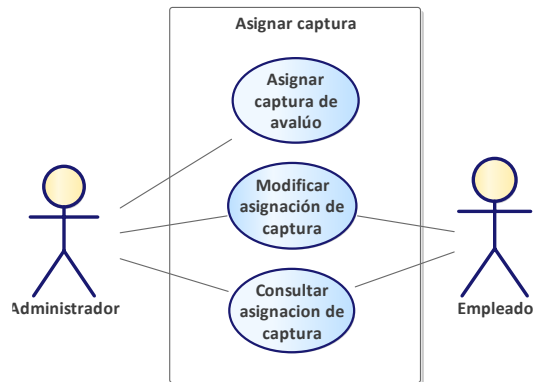 Asignar captura
Asignar
captura de
avalúo
Modificar
asignación de
captura
Consultar
asignacion de
captura
Administrador
Empleado